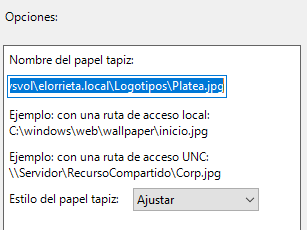 Opciones:
Nombre del papel tapiz:
ysvol\elorrieta.local\Logotipos\Platea.jpg
Ejemplo: con una ruta de acceso local:
C:\windows\web\wallpaper\inicio.jpg
Ejemplo: con una ruta de acceso UNC:
\\Servidor\RecursoCompartido\Corp.jpg
Estilo del papel tapiz: Ajustar